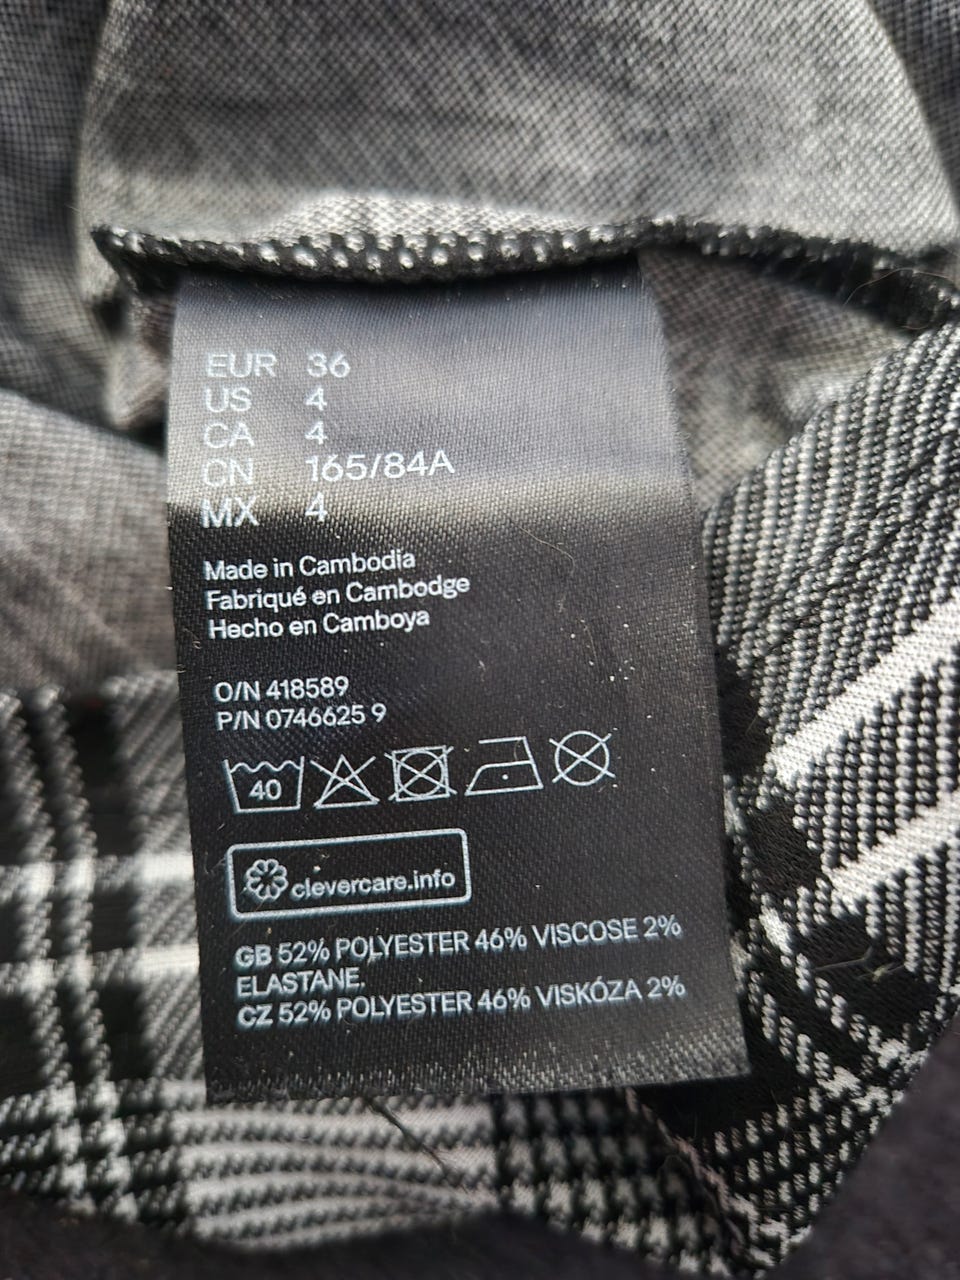 EUR 36
US 4
CA 4
CN 165/84A
MX 4
Made in Cambodia
Fabriqué en Cambodge
Hecho en Camboya
O/N 418589
P/N 0746625 9
40
clevercare.info
GB 52% POLYESTER 46% VISCOSE 2%
ELASTANE.
CZ 52% POLYESTER 46% VISKÓZA 2%